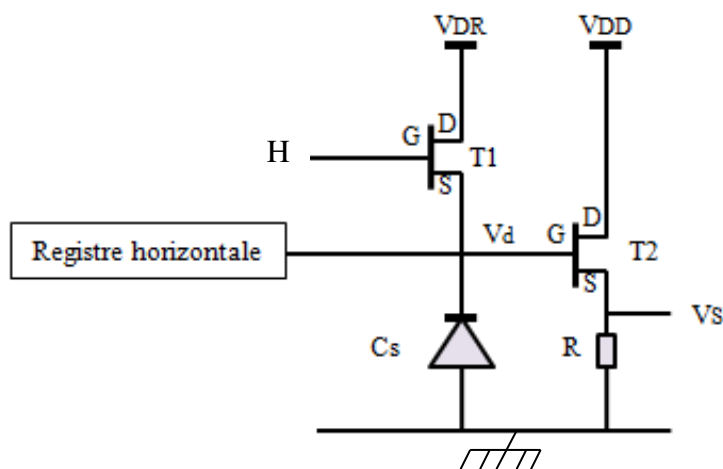 VDR
VDD
H
G
D
T1
S
Registre horizontale
Vd
G
D
T2
S
VS
Cs
R